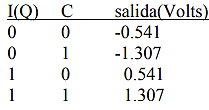 I(Q) C salida(Volts)
0 0 -0.541
0 1 -1.307
1 0 0.541
1 1 1.307